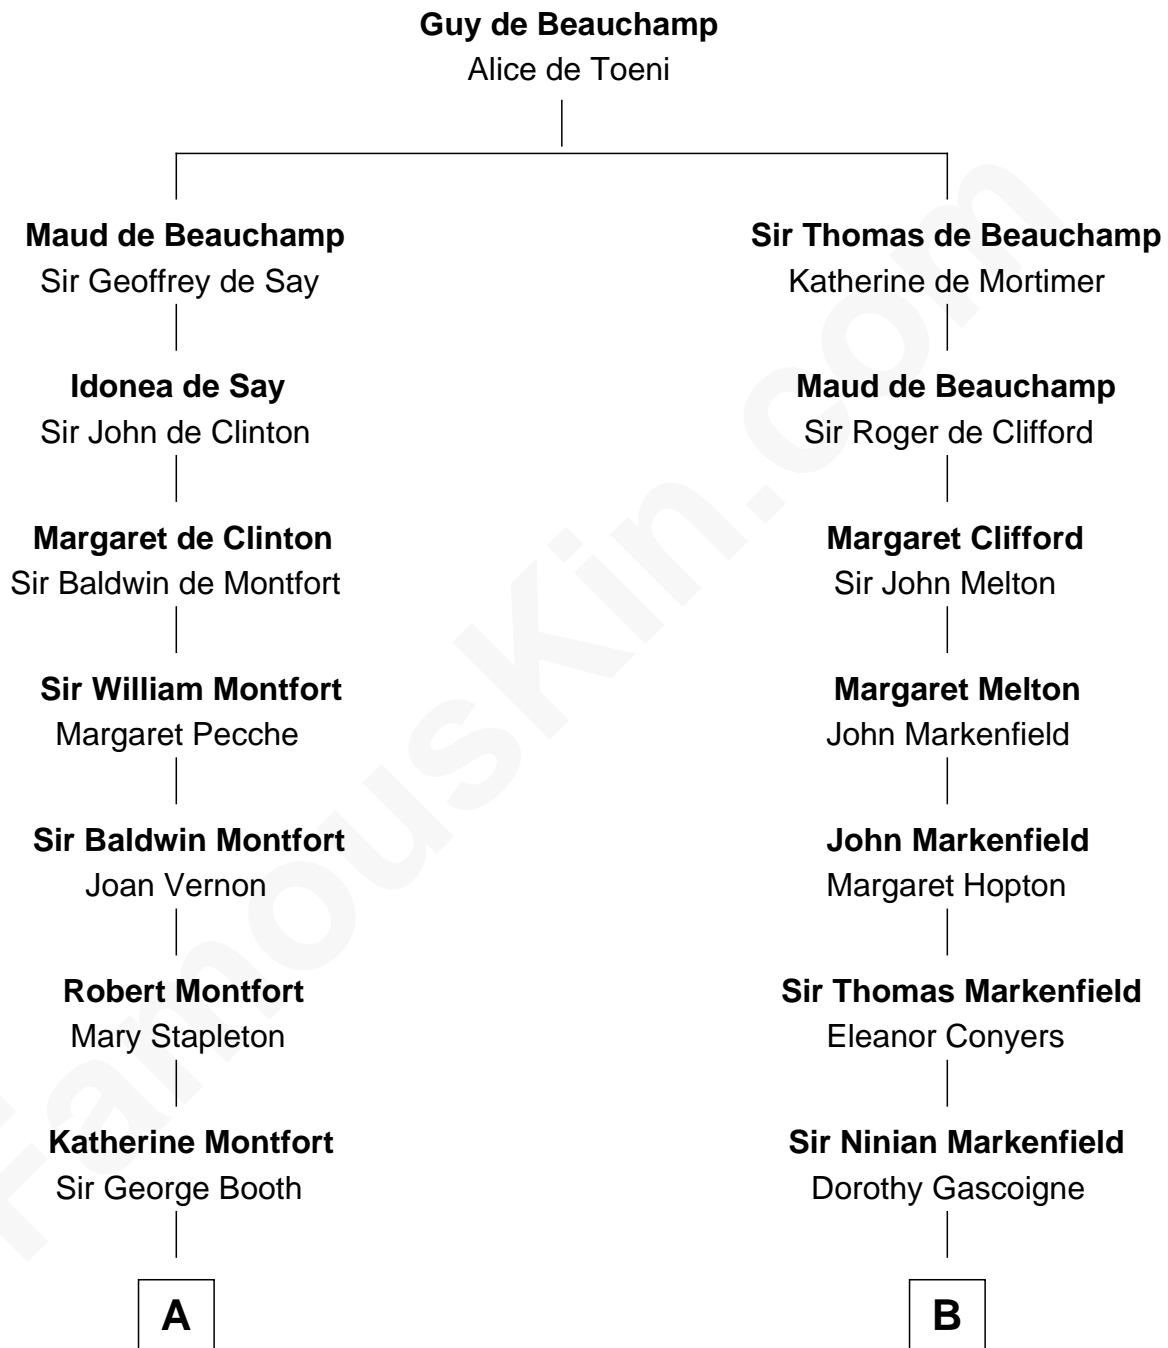 Guy de Beauchamp
Alice de Toeni
Maud de Beauchamp
Sir Geoffrey de Say
Idonea de Say
Sir John de Clinton
Margaret de Clinton
Sir Baldwin de Montfort
Sir William Montfort
Margaret Pecche
Sir Baldwin Montfort
Joan Vernon
Robert Montfort
Mary Stapleton
Katherine Montfort
Sir George Booth
A
Sir Thomas de Beauchamp
Katherine de Mortimer
Maud de Beauchamp
Sir Roger de Clifford
Margaret Clifford
Sir John Melton
Margaret Melton
John Markenfield
John Markenfield
Margaret Hopton
Sir Thomas Markenfield
Eleanor Conyers
Sir Ninian Markenfield
Dorothy Gascoigne
B
FamousKin.com